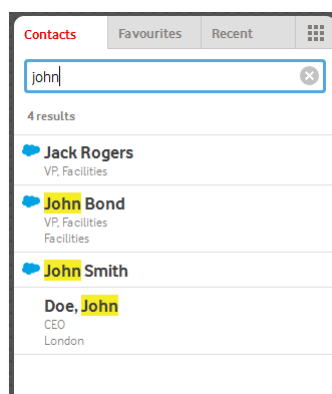 Contacts Favourites Recent
john
4 results
Jack Rogers
VP, Facilities
John Bond
VP, Facilities
Facilities
John Smith
Doe, John
CEO
London